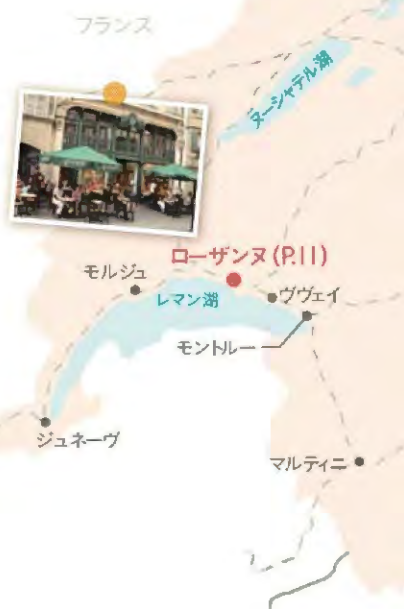 フランス
ヌーシャテル湖
ローザンヌ(P.11)
モルジュ
レマン湖
ヴヴェイ
モントルー
ジュネーヴ
マルティニ